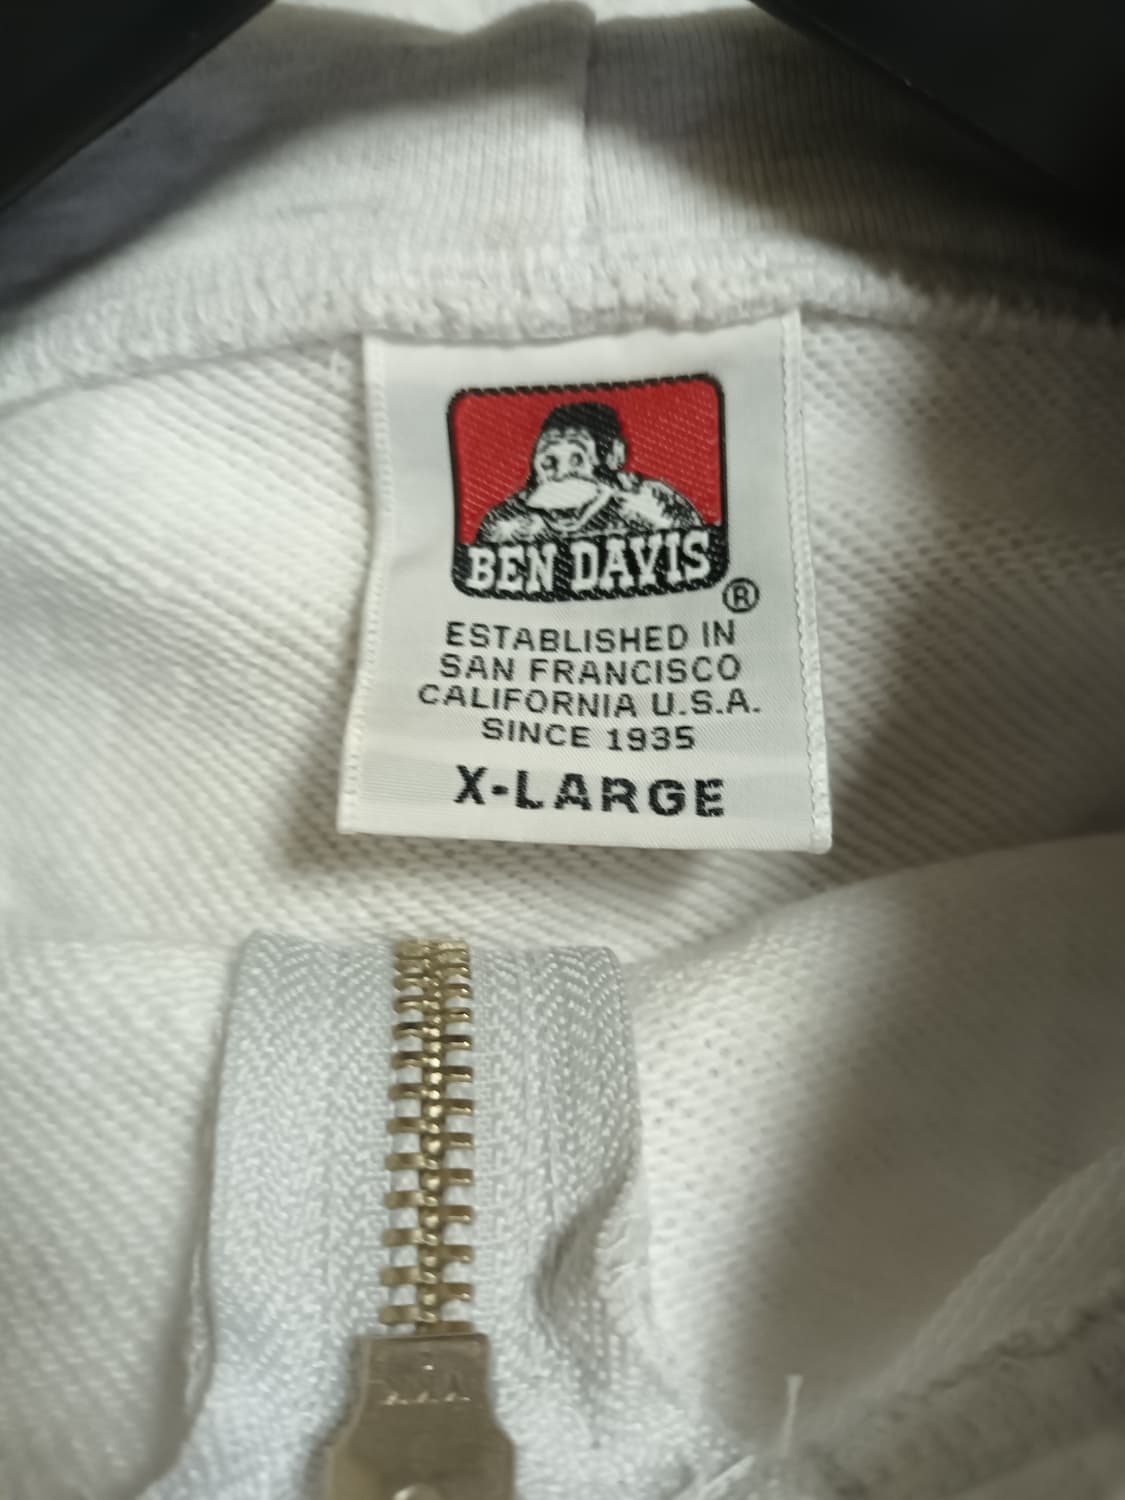 BEN DAVIS
®
ESTABLISHED IN
SAN FRANCISCO
CALIFORNIA U.S.A.
SINCE 1935
X-LARGE